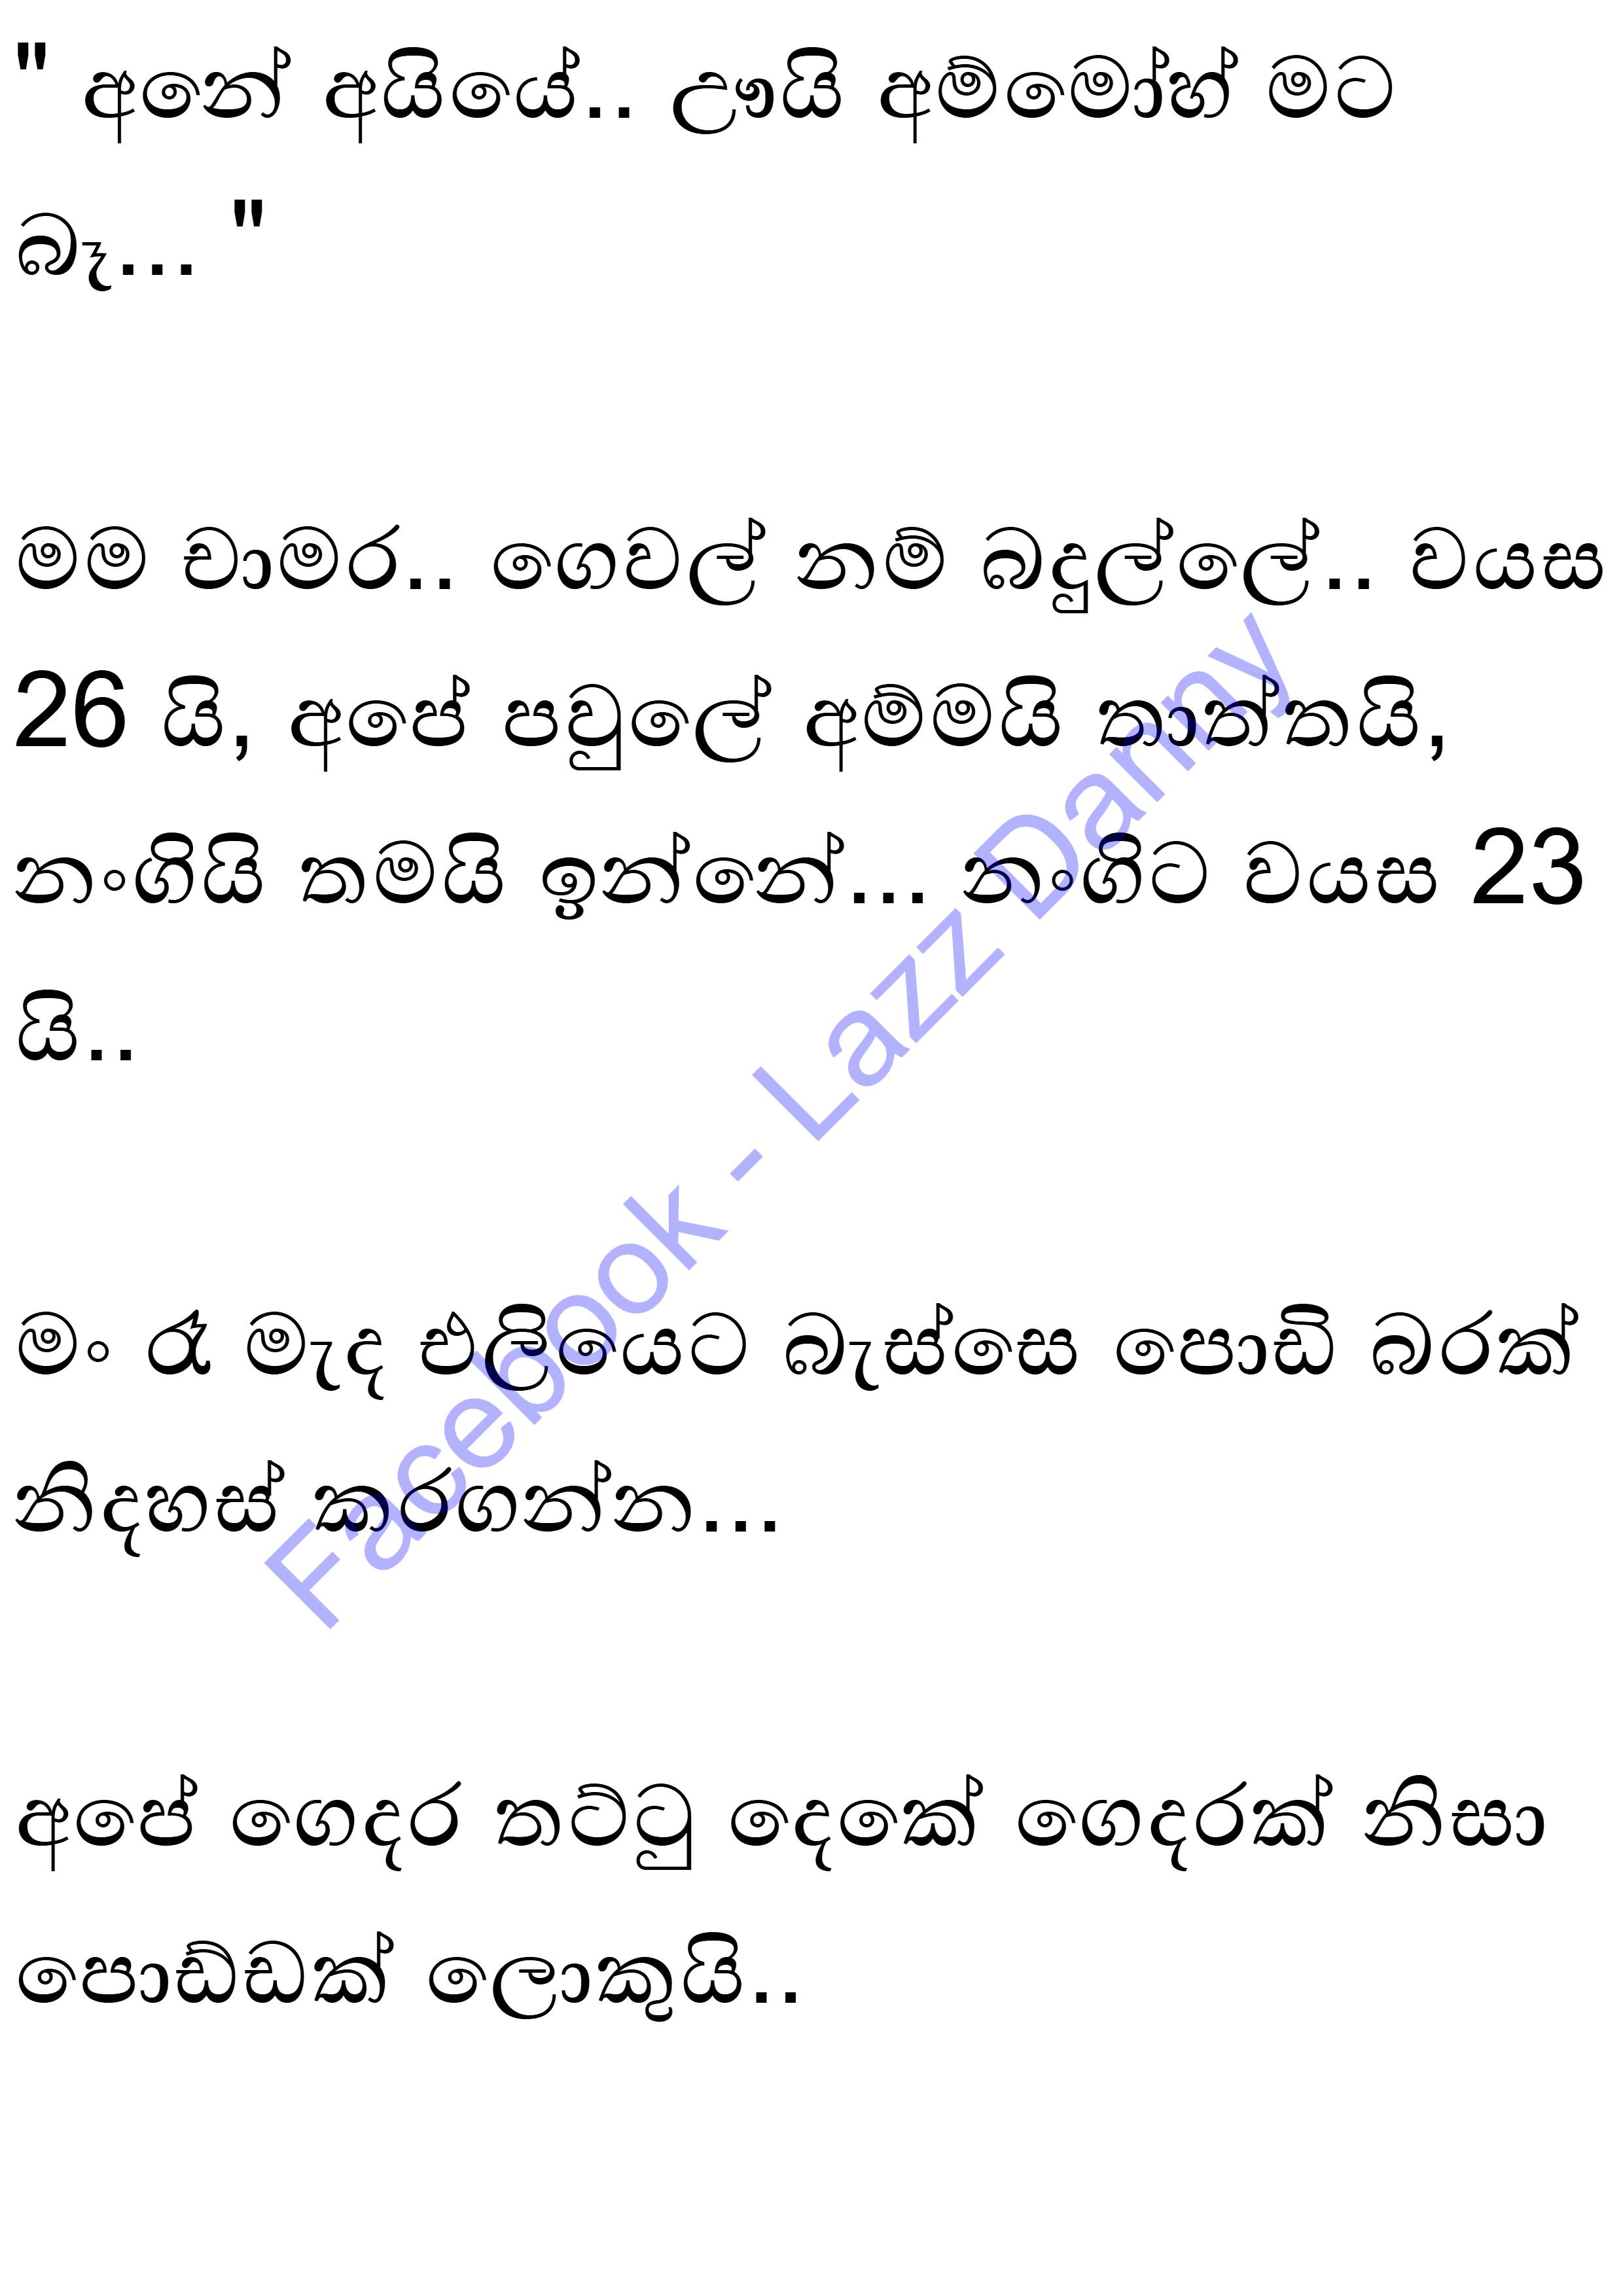 " අනේ අයියේ.. ඌයි අම්මෝහ් මට
බෑ... "
මම චාමර.. ගෙවල් නම් බදුල්ලේ.. වයස
26 යි, අපේ පවුලේ අම්මයි තාත්තයි,
නංගියි තමයි ඉන්නේ... නංගිට වයස 23
යි..
මං රෑ මැද එලියෙට බැස්සෙ පොඩි බරක්
නිදහස් කරගන්න...
අපේ ගෙදර තට්ටු දෙකේ ගෙදරක් නිසා
පොඩ්ඩක් ලොකුයි..
Facebook - Lazz Danny